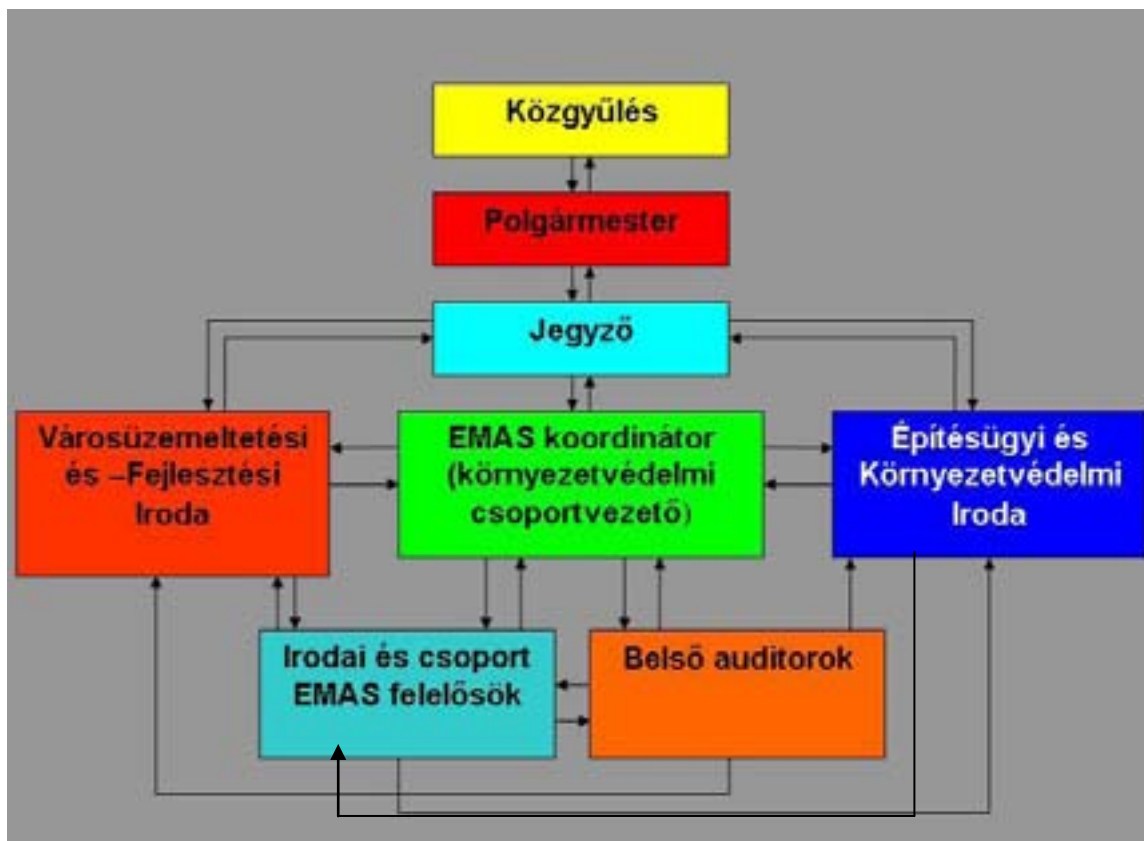 Közgyűlés
Polgármester
Jegyző
Városüzemeltetési
és –Fejlesztési
Iroda
EMAS koordinátor
(környezetvédelmi
csoportvezető)
Építésügyi és
Környezetvédelmi
Iroda
Irodai és csoport
EMAS felelősök
Belső auditorok